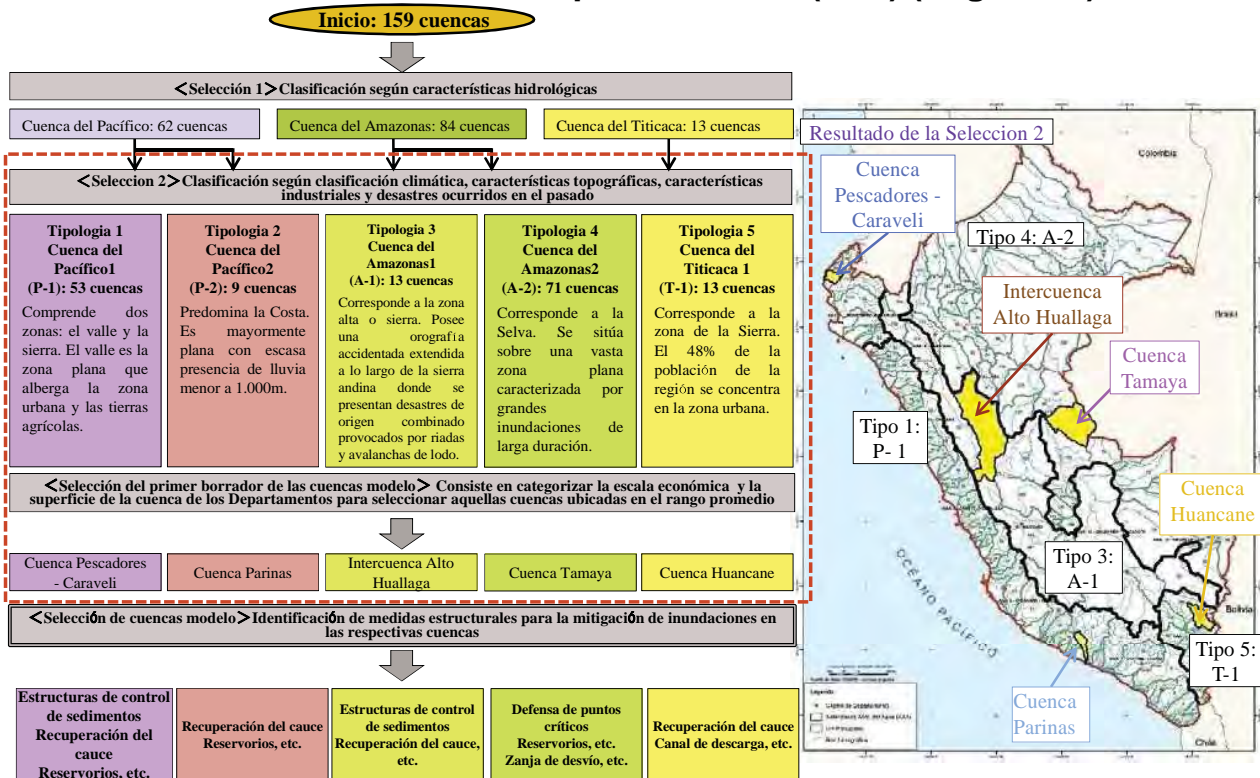 Inicio: 159 cuencas
<Selección 1>Clasificación según características hidrológicas
Cuenca del Pacífico: 62 cuencas
Cuenca del Amazonas: 84 cuencas
Cuenca del Titicaca: 13 cuencas
<Seleccion 2>Clasificación según clasificación climática, características topográficas, características
industriales y desastres ocurridos en el pasado
Tipologia 1
Cuenca del
Pacífico1
(P-1): 53 cuencas
Comprende dos
zonas: el valle y la
sierra. El valle es la
zona plana que
alberga la zona
urbana y las tierras
agrícolas.
Tipologia 2
Cuenca del
Pacífico2
(P-2): 9 cuencas
Predomina la Costa.
Es mayormente
plana con escasa
presencia de lluvia
menor a 1.000m.
Tipologia 3
Cuenca del
Amazonas1
(A-1): 13 cuencas
Corresponde a la zona
alta o sierra. Posee
una orografía
accidentada extendida
a lo largo de la sierra
andina donde se
presentan desastres de
origen combinado
provocados por riadas
y avalanchas de lodo.
Tipologia 4
Cuenca del
Amazonas2
(A-2): 71 cuencas
Corresponde a la
Selva. Se sitúa
sobre una vasta
zona plana
caracterizada por
grandes
inundaciones de
larga duración.
Tipologia 5
Cuenca del
Titicaca 1
(T-1): 13 cuencas
Corresponde a la
zona de la Sierra.
El 48% de la
población de la
región se concentra
en la zona urbana.
<Selección del primer borrador de las cuencas modelo> Consiste en categorizar la escala económica y la
superficie de la cuenca de los Departamentos para seleccionar aquellas cuencas ubicadas en el rango promedio
Cuenca Pescadores
- Caraveli
Cuenca Parinas
Intercuenca Alto
Huallaga
Cuenca Tamaya
Cuenca Huancane
<Selección de cuencas modelo>Identificación de medidas estructurales para la mitigación de inundaciones en
las respectivas cuencas
Estructuras de control
de sedimentos
Recuperación del
cauce
Reservorios, etc.
Recuperación del cauce
Reservorios, etc.
Estructuras de control
de sedimentos
Recuperación del cauce,
etc.
Defensa de puntos
críticos
Reservorios, etc.
Zanja de desvío, etc.
Recuperación del cauce
Canal de descarga, etc.
Resultado de la Seleccion 2
Cuenca
Pescadores -
Caraveli
Colombia
Tipo 4: A-2
Intercuenca
Alto Huallaga
Brasil
Cuenca
Tamaya
Tipo 1:
P- 1
Cuenca
Huancane
Tipo 3:
A-1
OCEANO PACÍFICO
Bolivia
Tipo 5:
T-1
Cuenca
Parinas
Legenda
Chile